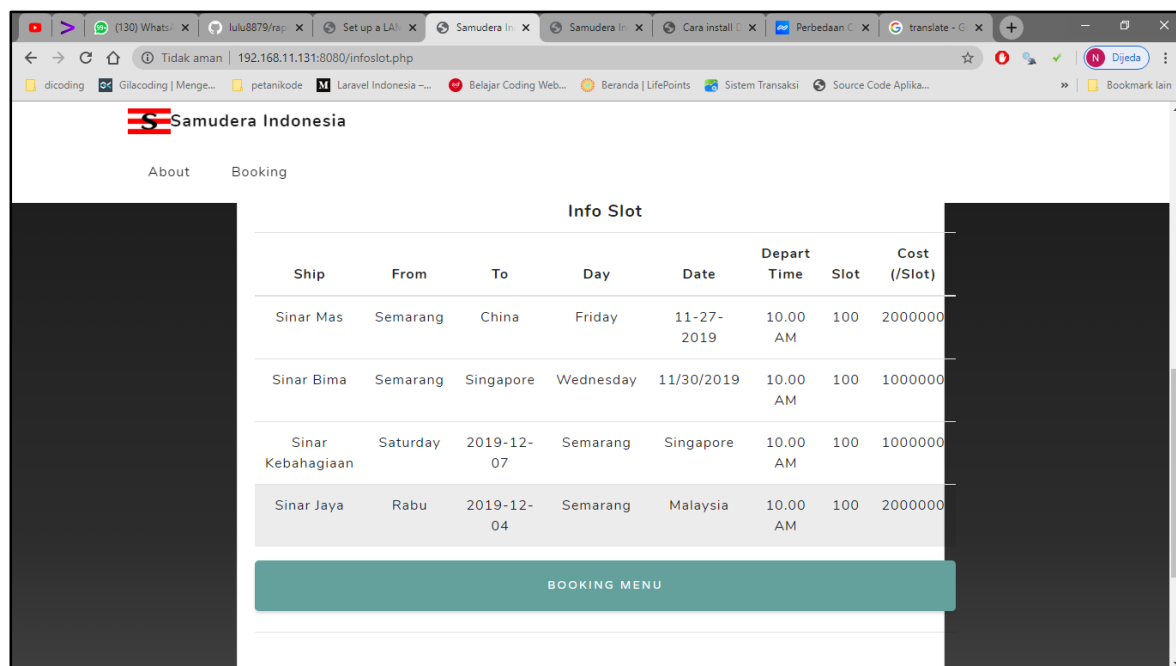 (130) Whats
lulu8879/rap
Set up a LAM
Samudera In
Samudera In
Cara install D
Perbedaan C
translate - G
Tidak aman | 192.168.11.131:8080/infoslot.php
N Dijeda
dicoding
Gilacoding | Menge...
petanikode
Laravel Indonesia –...
Belajar Coding Web...
Beranda | LifePoints
Sistem Transaksi
Source Code Aplika...
»
Bookmark lain
S Samudera Indonesia
About Booking
Info Slot
Ship From To Day Date Depart Time Slot Cost (/Slot)
Sinar Mas Semarang China Friday 11-27-2019 10.00 AM 100 2000000
Sinar Bima Semarang Singapore Wednesday 11/30/2019 10.00 AM 100 1000000
Sinar Kebahagiaan Saturday 2019-12-07 Semarang Singapore 10.00 AM 100 1000000
Sinar Jaya Rabu 2019-12-04 Semarang Malaysia 10.00 AM 100 2000000
BOOKING MENU